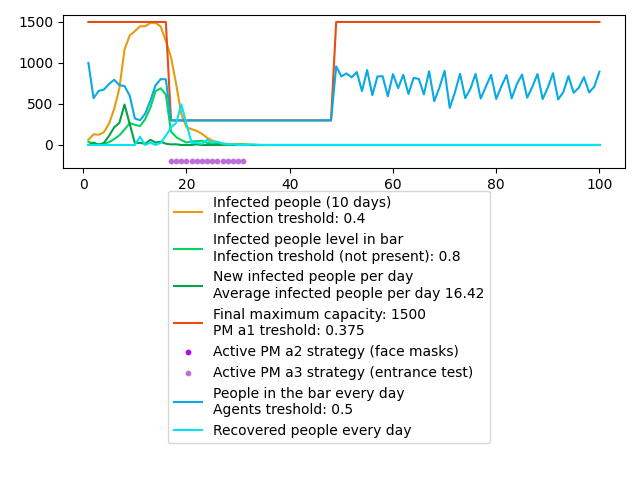 1500
1000
500
0
0
20
40
60
80
100
Infected people (10 days)
Infection treshold: 0.4
Infected people level in bar
Infection treshold (not present): 0.8
New infected people per day
Average infected people per day 16.42
Final maximum capacity: 1500
PM a1 treshold: 0.375
Active PM a2 strategy (face masks)
Active PM a3 strategy (entrance test)
People in the bar every day
Agents treshold: 0.5
Recovered people every day